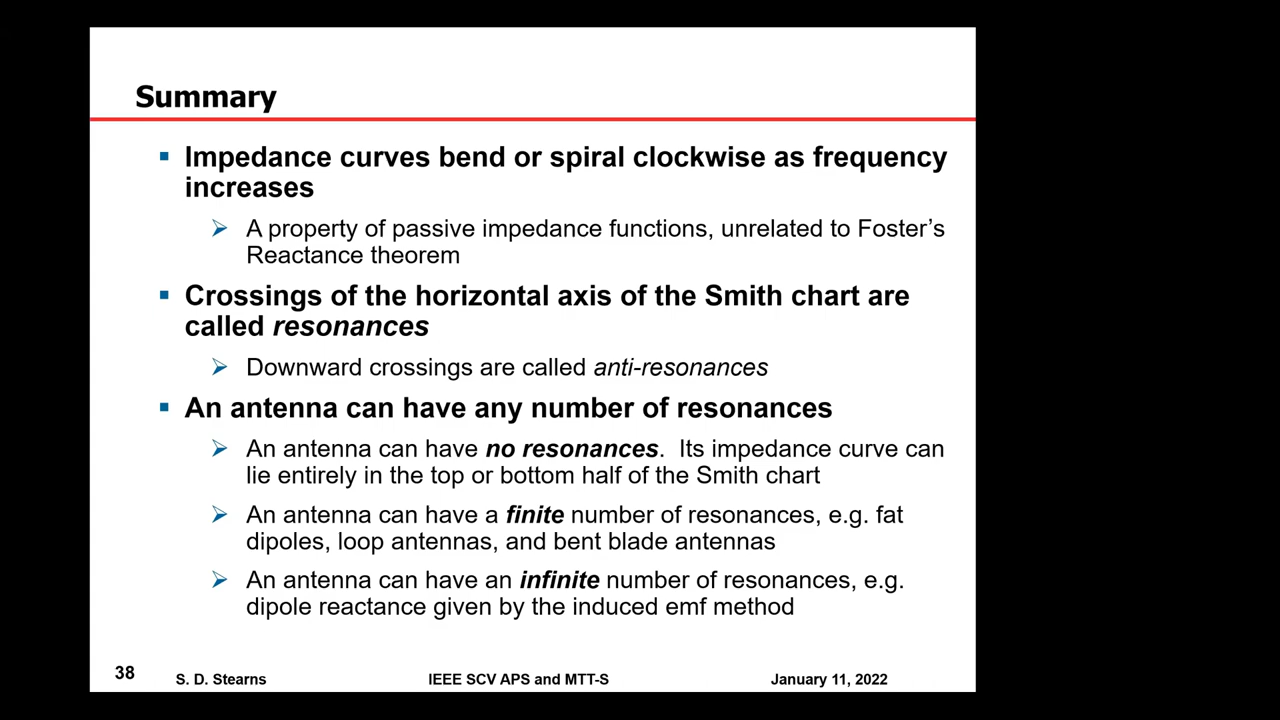 Summary
Impedance curves bend or spiral clockwise as frequency
increases
A property of passive impedance functions, unrelated to Foster’s
Reactance theorem
Crossings of the horizontal axis of the Smith chart are
called resonances
Downward crossings are called anti-resonances
An antenna can have any number of resonances
An antenna can have no resonances. Its impedance curve can
lie entirely in the top or bottom half of the Smith chart
An antenna can have a finite number of resonances, e.g. fat
dipoles, loop antennas, and bent blade antennas
An antenna can have an infinite number of resonances, e.g.
dipole reactance given by the induced emf method
38 S. D. Stearns IEEE SCV APS and MTT-S January 11, 2022